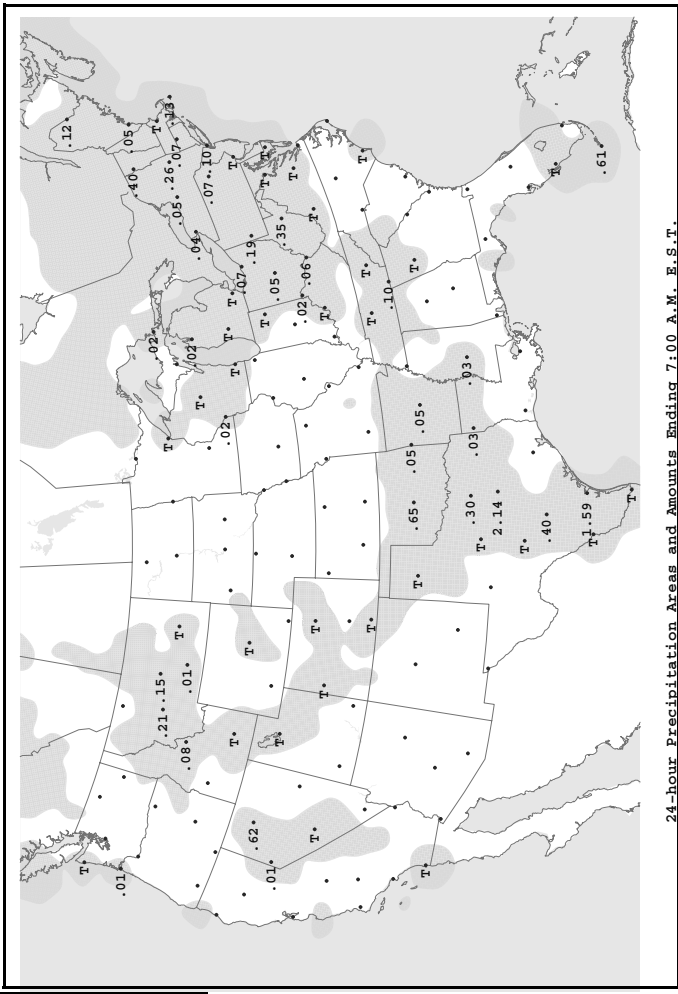 .12
T
.01
.05
.40
.02
T
T
.15
.21
.13
.26
.07
.05
T
.08
.01
.02
.04
T
.10
.07
.02
T
T
T
T
T
.07
T
.19
.62
T
T
T
.01
.05
T
.35
T
.02
.06
T
T
T
T
T
T
T
T
T
.10
.05
.65
T
T
.05
T
.03
.30
.03
T
2.14
T
.40
T
1.59
T
.61
T
24-hour Precipitation Areas and Amounts Ending 7:00 A.M. E.S.T.